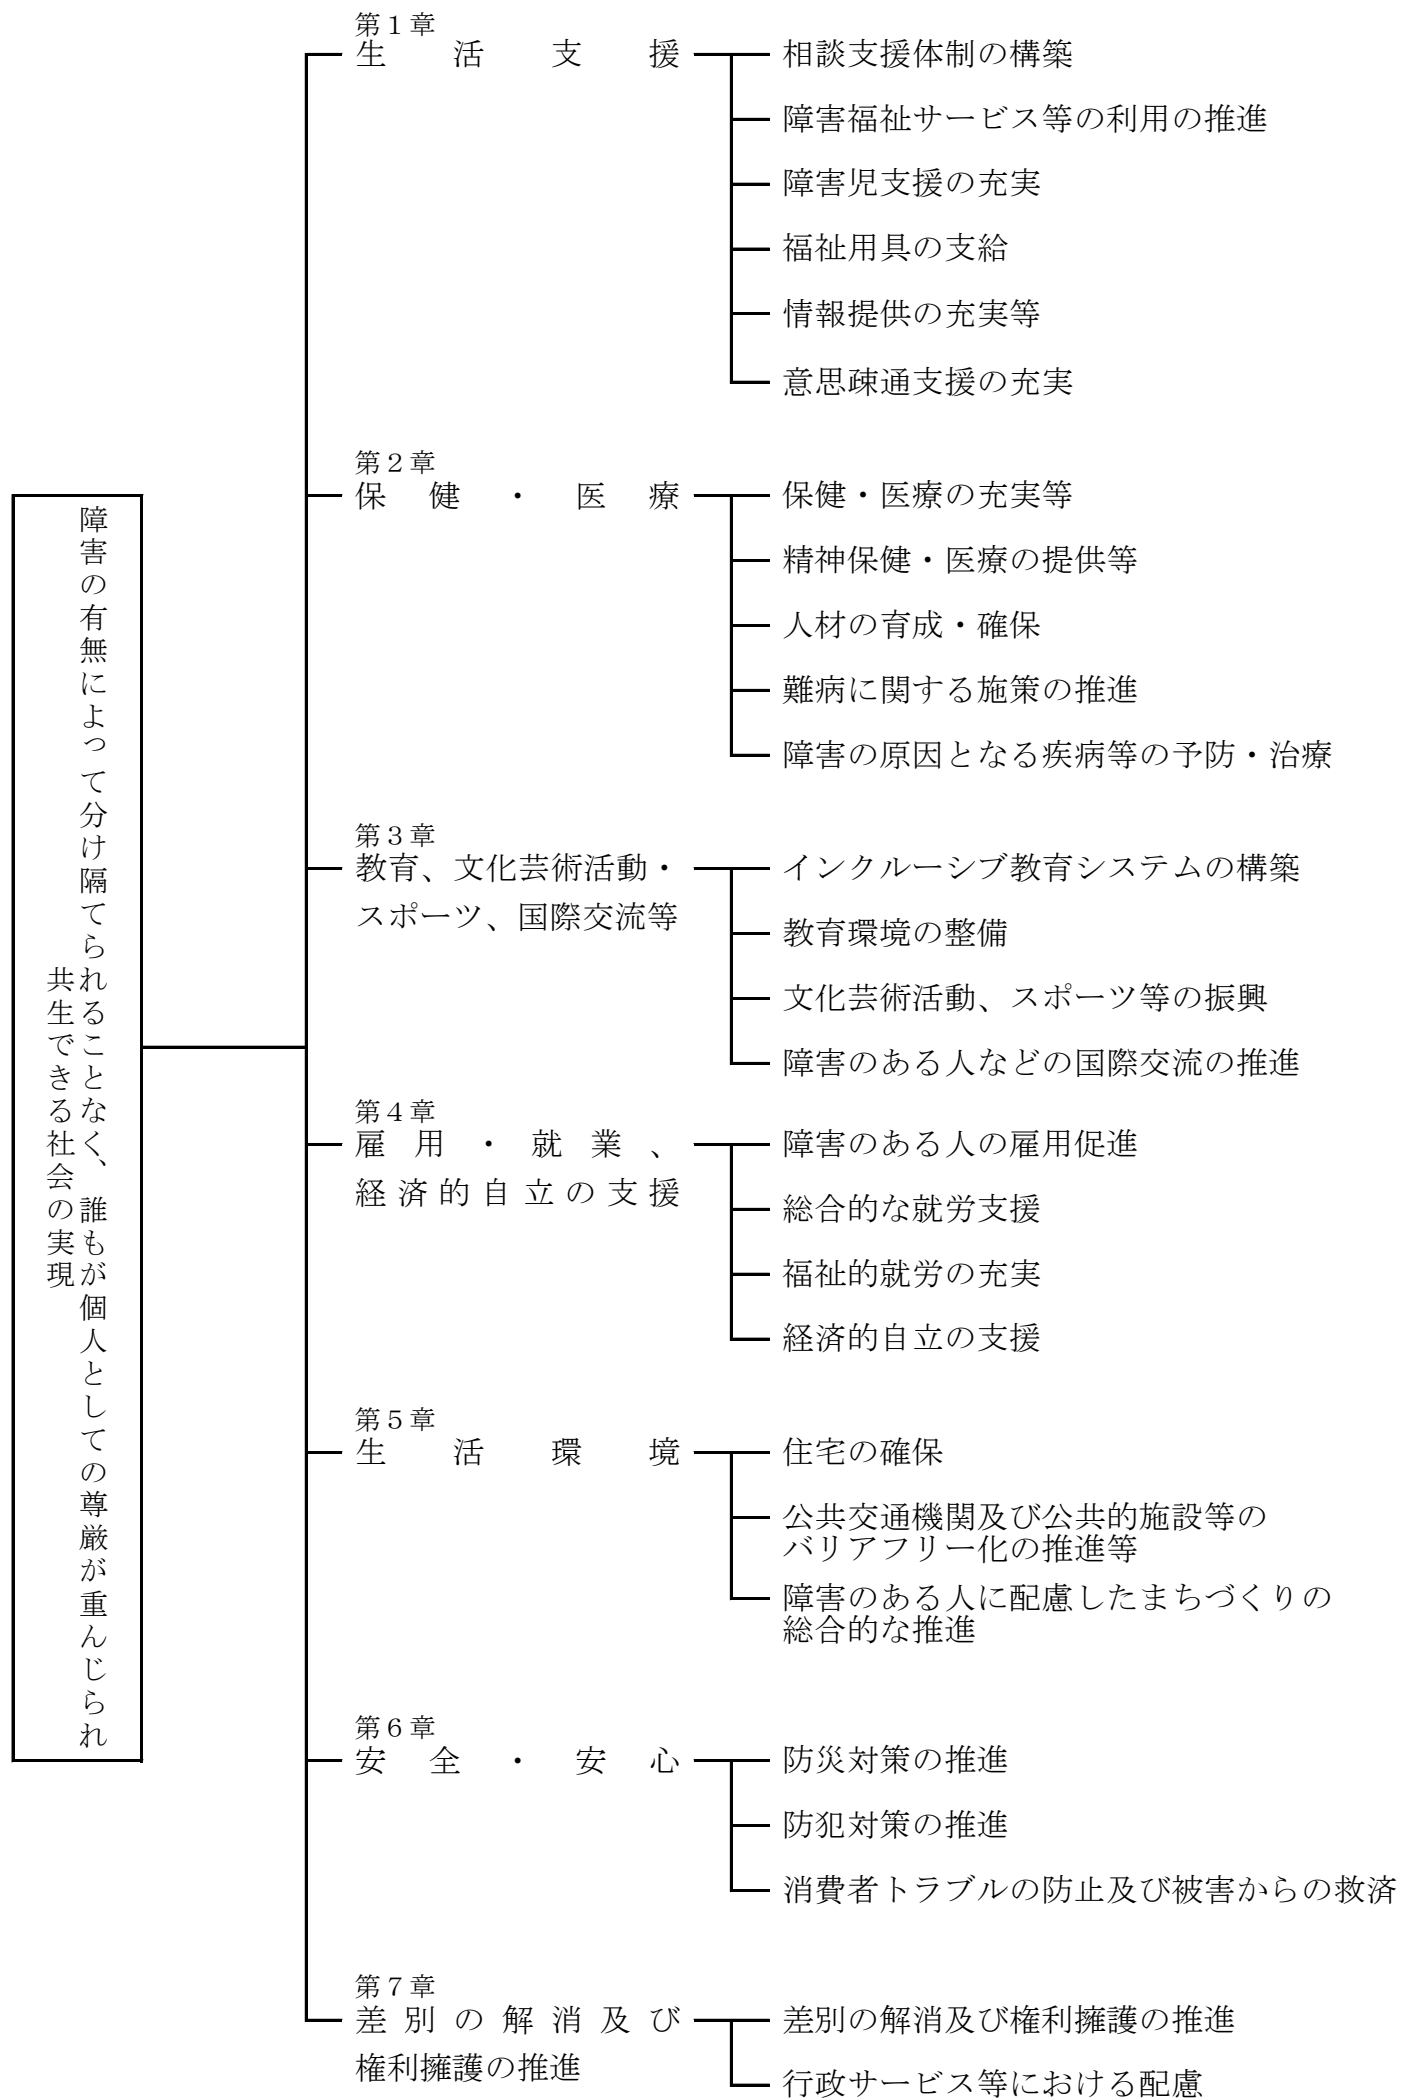 障害の有無によって分け隔てられることなく、誰もが個人としての尊厳が重んじられ
共生できる社会の実現
第１章
生活支援
相談支援体制の構築
障害福祉サービス等の利用の推進
障害児支援の充実
福祉用具の支給
情報提供の充実等
意思疎通支援の充実
第２章
保健・医療
保健・医療の充実等
精神保健・医療の提供等
人材の育成・確保
難病に関する施策の推進
障害の原因となる疾病等の予防・治療
第３章
教育、文化芸術活動・
スポーツ、国際交流等
インクルーシブ教育システムの構築
教育環境の整備
文化芸術活動、スポーツ等の振興
障害のある人などの国際交流の推進
第４章
雇用・就業、
経済的自立の支援
障害のある人の雇用促進
総合的な就労支援
福祉的就労の充実
経済的自立の支援
第５章
生活環境
住宅の確保
公共交通機関及び公共的施設等の
バリアフリー化の推進等
障害のある人に配慮したまちづくりの
総合的な推進
第６章
安全・安心
防災対策の推進
防犯対策の推進
消費者トラブルの防止及び被害からの救済
第７章
差別の解消及び
権利擁護の推進
差別の解消及び権利擁護の推進
行政サービス等における配慮